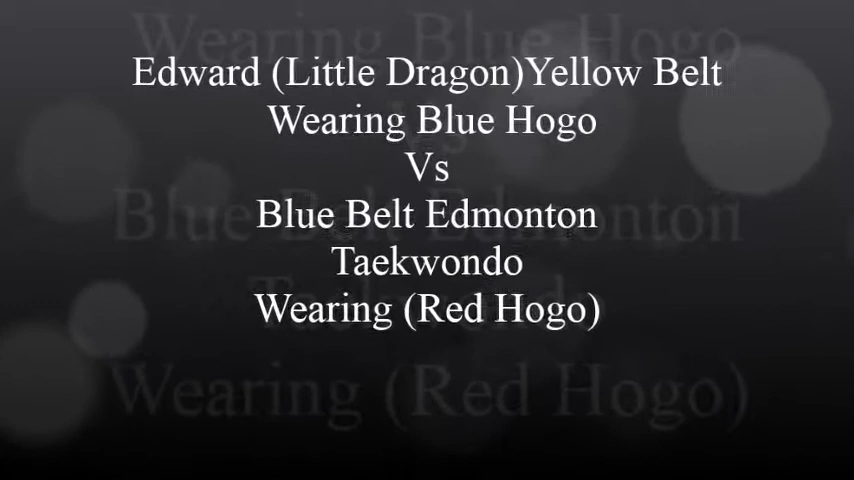 Edward (Little Dragon)Yellow Belt
Wearing Blue Hogo
Vs
Blue Belt Edmonton
Taekwondo
Wearing (Red Hogo)